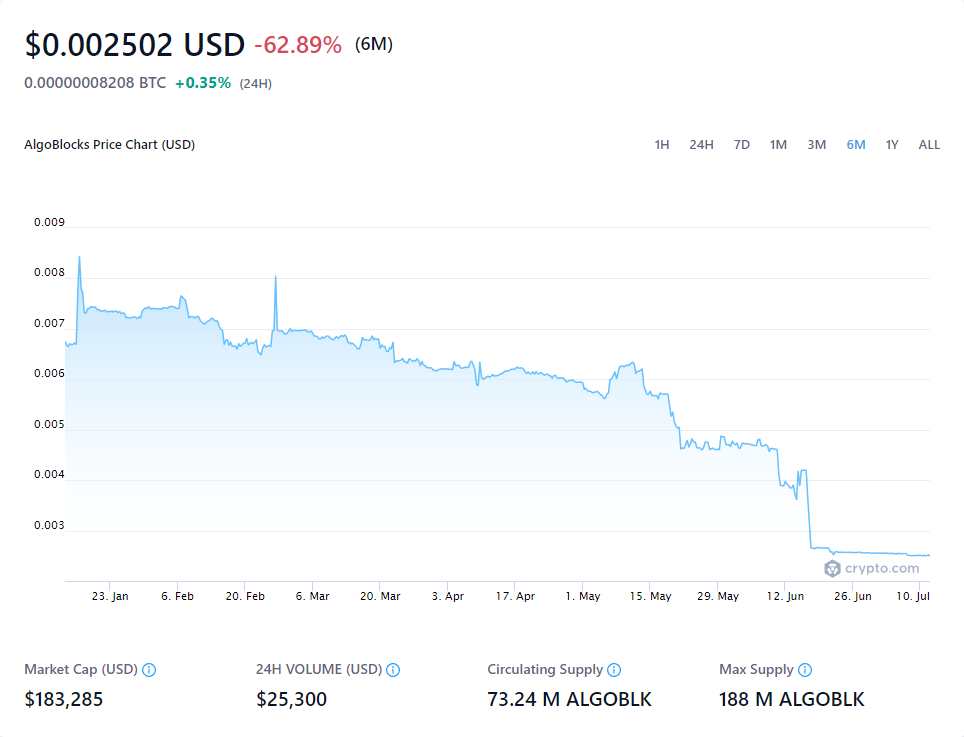 $0.002502 USD -62.89% (6M)
0.00000008208 BTC +0.35% (24H)
AlgoBlocks Price Chart (USD) 1H 24H 7D 1M 3M 6M 1Y ALL
0.009
0.008
0.007
0.006
0.005
0.004
0.003
crypto.com
23. Jan 6. Feb 20. Feb 6. Mar 20. Mar 3. Apr 17. Apr 1. May 15. May 29. May 12. Jun 26. Jun 10. Jul
Market Cap (USD) 24H VOLUME (USD) Circulating Supply Max Supply
$183,285 $25,300 73.24 M ALGOBLK 188 M ALGOBLK